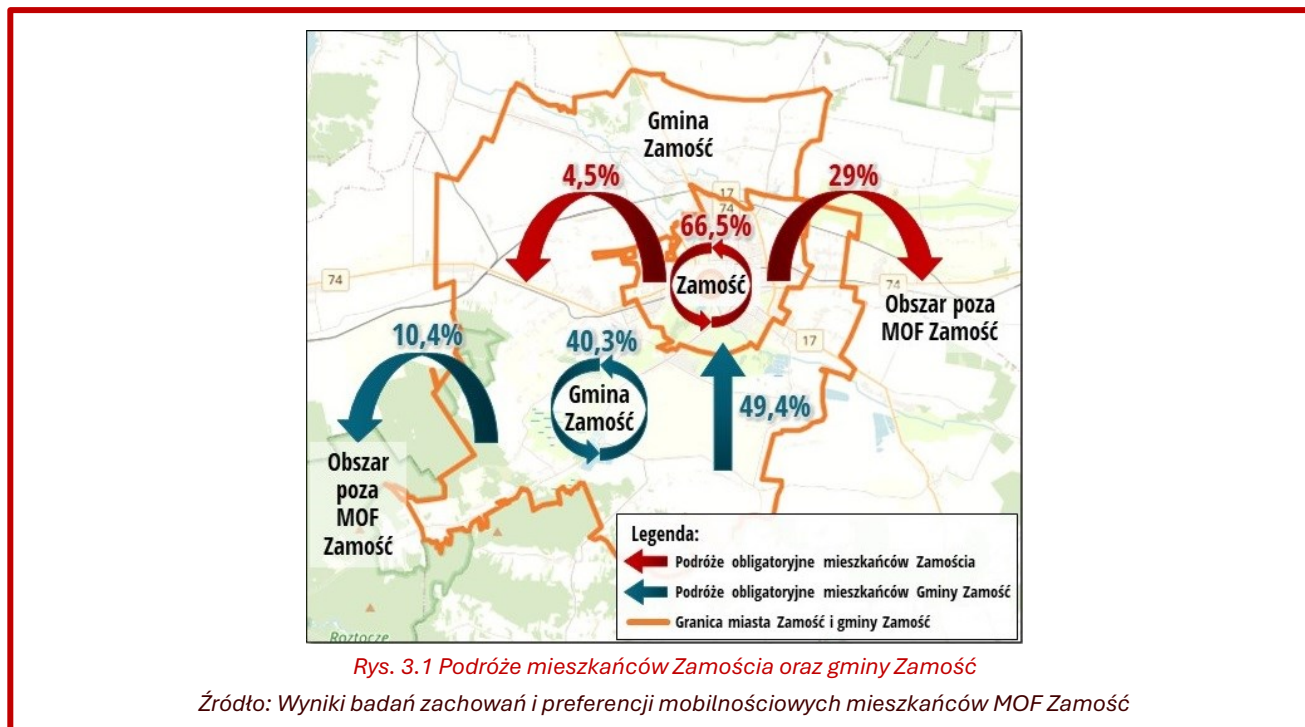 Gmina
Zamość
4,5%
29%
17
74
66,5%
Zamość
74
74
Obszar poza
MOF Zamość
10,4%
40,3%
17
Gmina
Zamość
49,4%
Obszar
poza
MOF
Zamość
Legenda:
Podróże obligatoryjne mieszkańców Zamościa
Podróże obligatoryjne mieszkańców Gminy Zamość
Granica miasta Zamość i gminy Zamość
Roztocze
Rys. 3.1 Podróże mieszkańców Zamościa oraz gminy Zamość
Źródło: Wyniki badań zachowań i preferencji mobilnościowych mieszkańców MOF Zamość